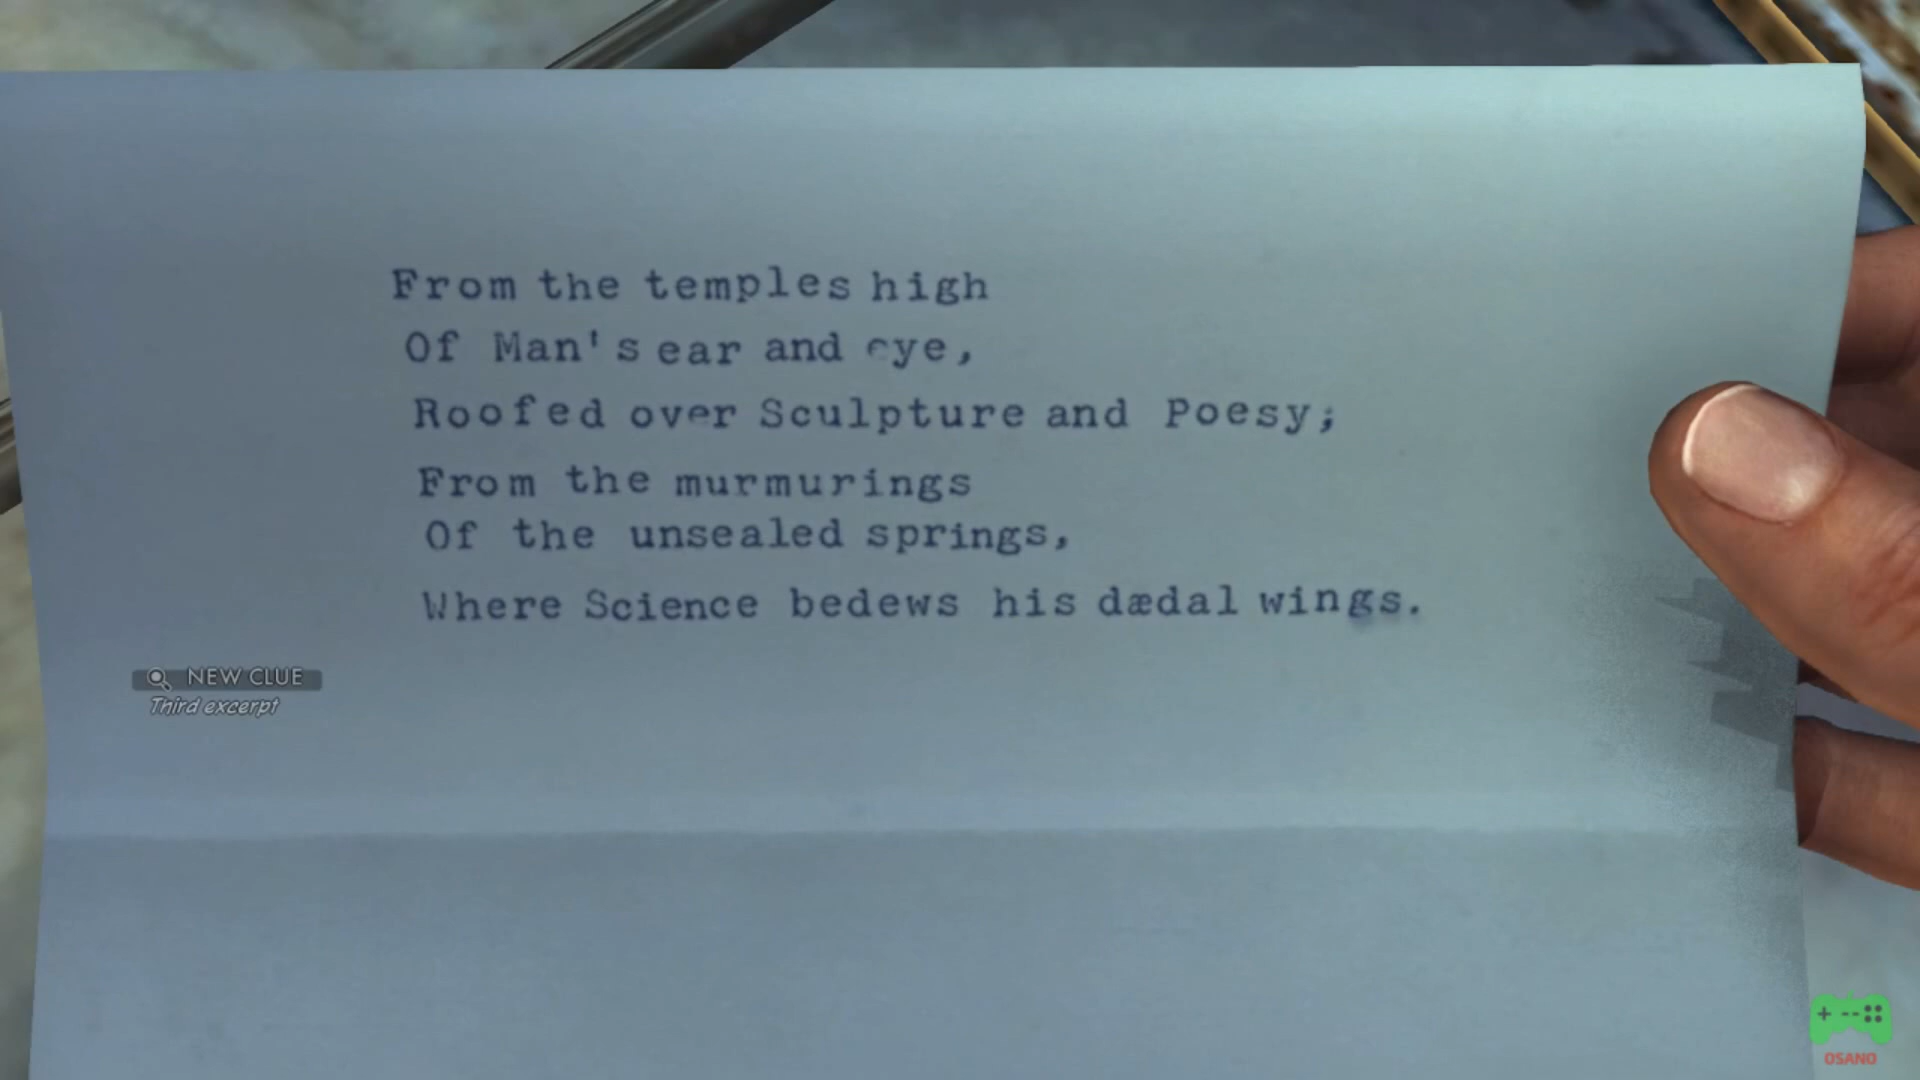 From the temples high
Of Man's ear and eye,
Roofed over Sculpture and Poesy;
From the murmurings
Of the unsealed springs,
Where Science bedews his dædal wings.
NEW CLUE
Third excerpt
OSANO